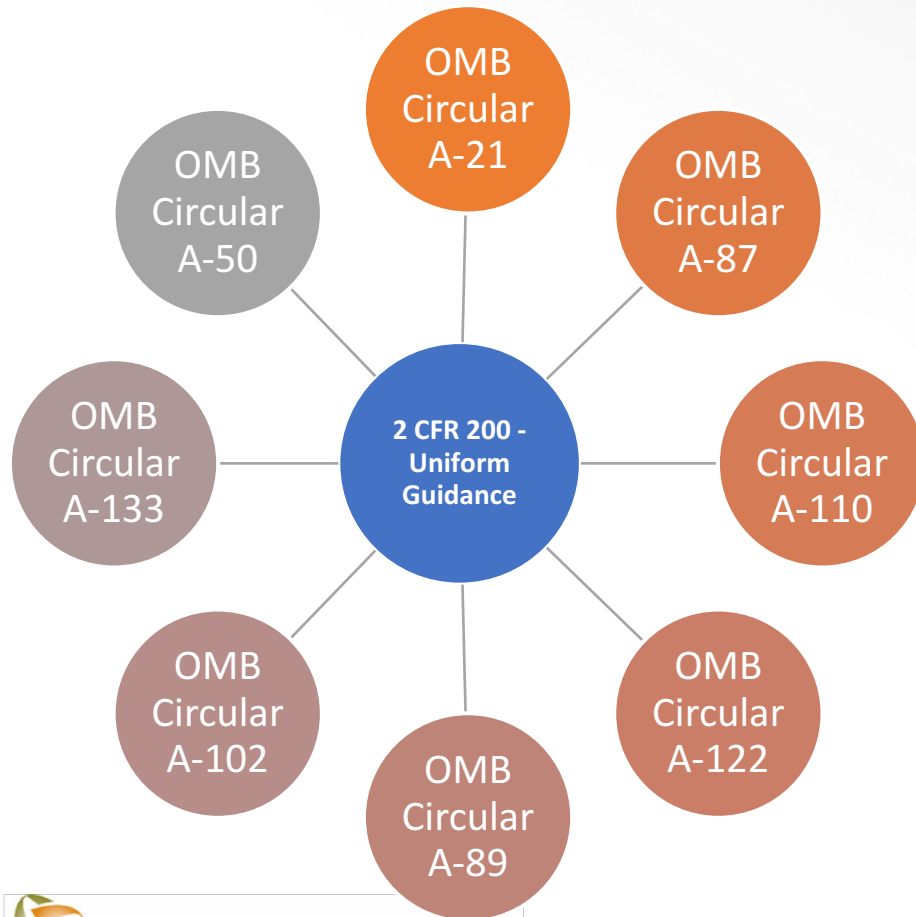 OMB
Circular
A-21
OMB
Circular
A-87
OMB
Circular
A-110
OMB
Circular
A-122
OMB
Circular
A-89
OMB
Circular
A-102
OMB
Circular
A-133
OMB
Circular
A-50
2 CFR 200 -
Uniform
Guidance